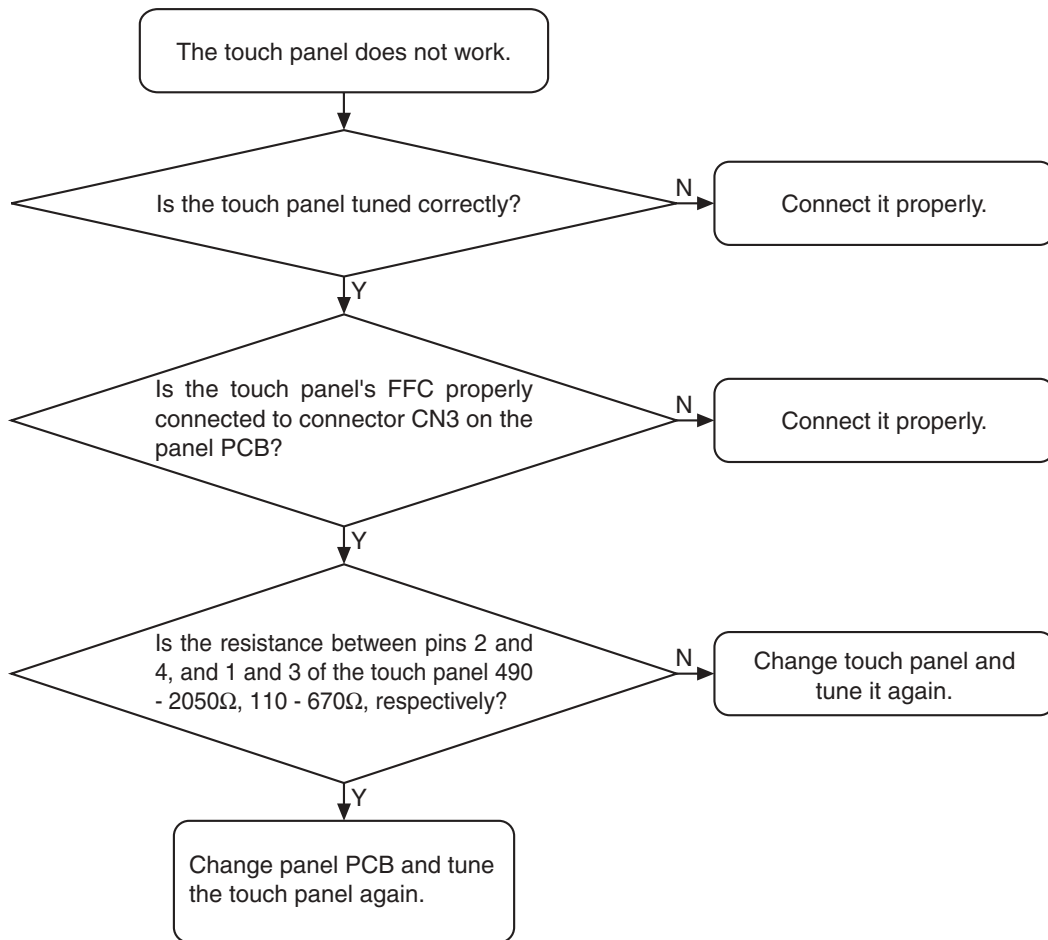 The touch panel does not work.
Is the touch panel tuned correctly?
N
Connect it properly.
Y
Is the touch panel's FFC properly
connected to connector CN3 on the
panel PCB?
N
Connect it properly.
Y
Is the resistance between pins 2 and
4, and 1 and 3 of the touch panel 490
- 2050Ω, 110 - 670Ω, respectively?
N
Change touch panel and
tune it again.
Y
Change panel PCB and tune
the touch panel again.